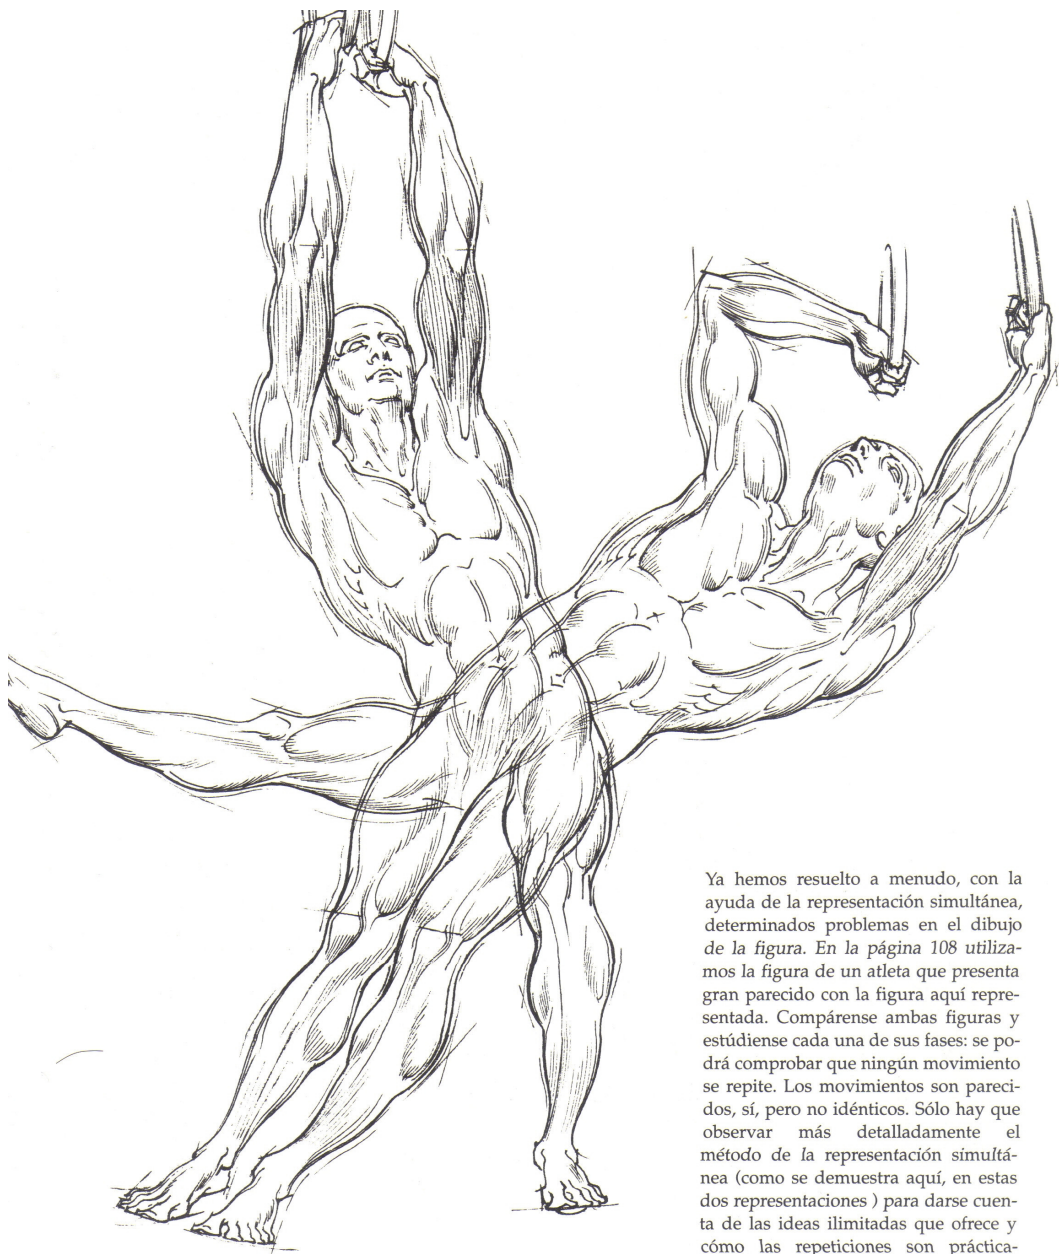 Ya hemos resuelto a menudo, con la
ayuda de la representación simultánea,
determinados problemas en el dibujo
de la figura. En la página 108 utiliza-
mos la figura de un atleta que presenta
gran parecido con la figura aquí repre-
sentada. Compárense ambas figuras y
estúdiense cada una de sus fases: se po-
drá comprobar que ningún movimiento
se repite. Los movimientos son pareci-
dos, sí, pero no idénticos. Sólo hay que
observar más detalladamente el
método de la representación simultá-
nea (como se demuestra aquí, en estas
dos representaciones ) para darse cuen-
ta de las ideas ilimitadas que ofrece y
cómo las repeticiones son práctica-